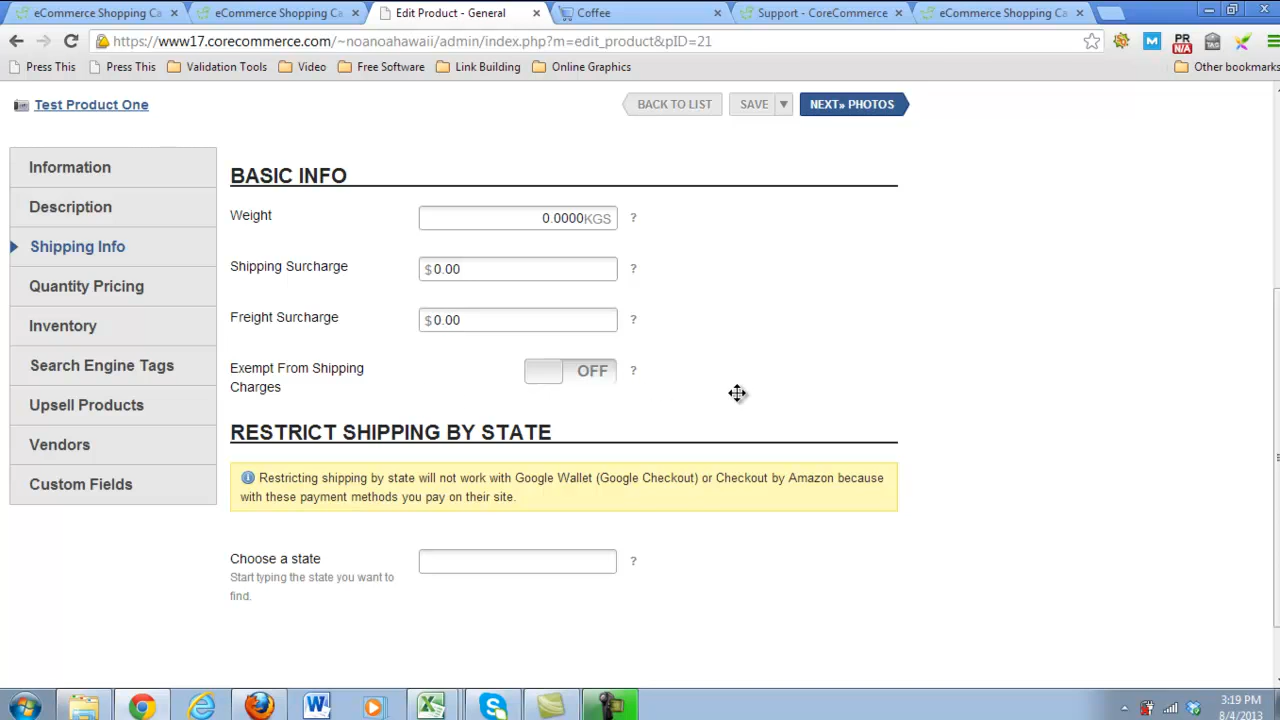 eCommerce Shopping Ca
eCommerce Shopping Ca
Edit Product - General
Coffee
Support - CoreCommerce
eCommerce Shopping Ca
https://www17.corecommerce.com/~noanoahawaii/admin/index.php?m=edit_product&pID=21
PR
N/A
TAG
Press This
Press This
Validation Tools
Video
Free Software
Link Building
Online Graphics
Other bookmarks
Test Product One
BACK TO LIST
SAVE
NEXT» PHOTOS
Information
Description
Shipping Info
Quantity Pricing
Inventory
Search Engine Tags
Upsell Products
Vendors
Custom Fields
BASIC INFO
Weight
0.0000KGS
?
Shipping Surcharge
$0.00
?
Freight Surcharge
$0.00
?
Exempt From Shipping
Charges
OFF
?
RESTRICT SHIPPING BY STATE
Restricting shipping by state will not work with Google Wallet (Google Checkout) or Checkout by Amazon because
with these payment methods you pay on their site.
Choose a state
?
Start typing the state you want to
find.
3:19 PM
8/4/2013